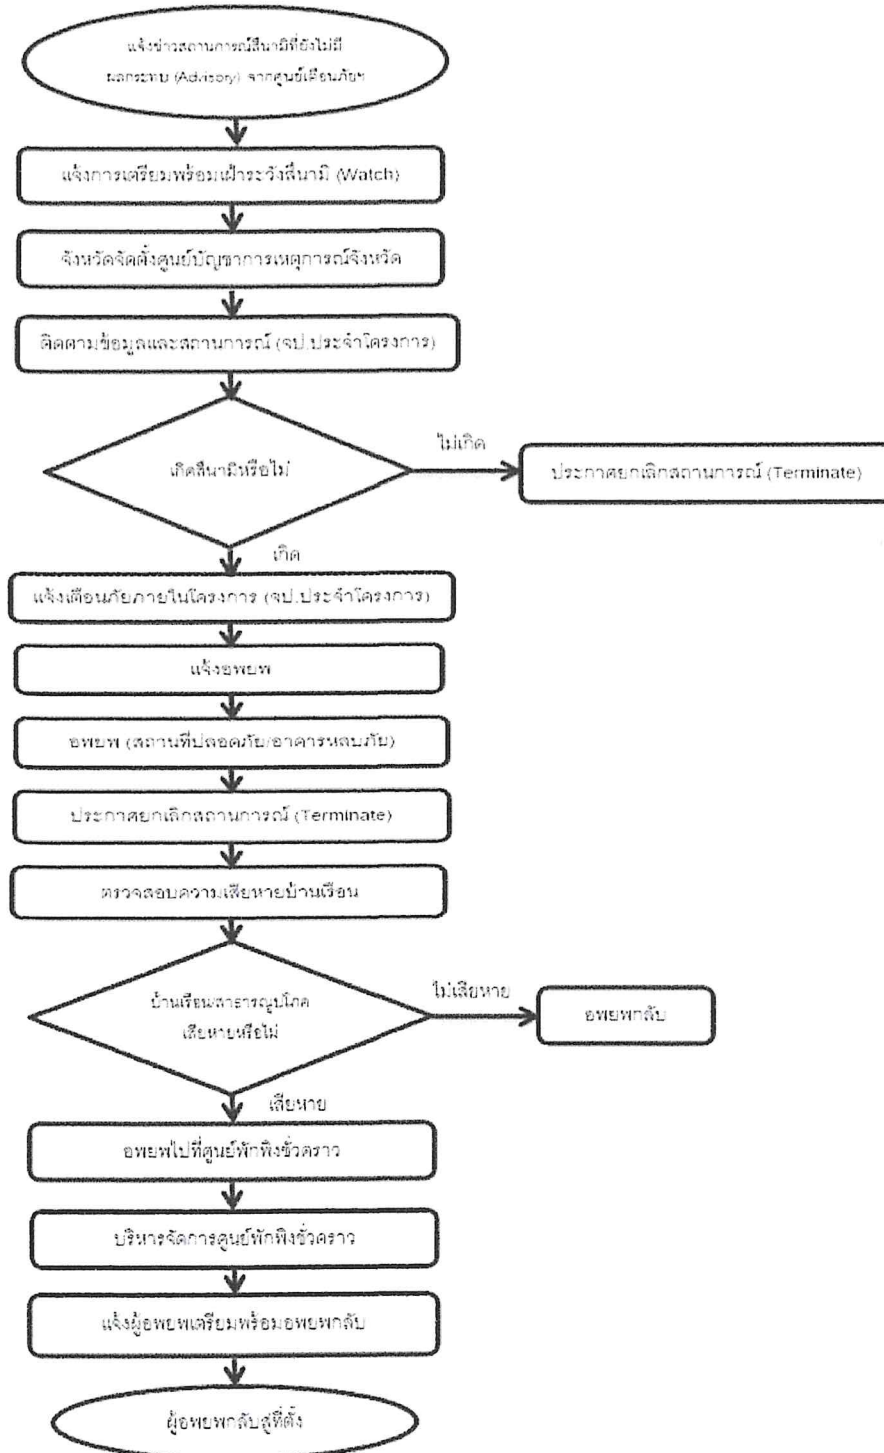 แจ้งข่าวสถานการณ์สึนามิที่ยังไม่มี
ผลกระทบ (Advisory) จากศูนย์เตือนภัยฯ
แจ้งการเตรียมพร้อมเฝ้าระวังสึนามิ (Watch)
จังหวัดจัดตั้งศูนย์บัญชาการเหตุการณ์จังหวัด
ติดตามข้อมูลและสถานการณ์ (จป.ประจำโครงการ)
เกิดสึนามิหรือไม่
ไม่เกิด
ประกาศยกเลิกสถานการณ์ (Terminate)
เกิด
แจ้งเตือนภัยภายในโครงการ (จป.ประจำโครงการ)
แจ้งอพยพ
อพยพ (สถานที่ปลอดภัย/อาคารหลบภัย)
ประกาศยกเลิกสถานการณ์ (Terminate)
ตรวจสอบความเสียหายบ้านเรือน
บ้านเรือน/สาธารณูปโภค
เสียหายหรือไม่
ไม่เสียหาย
อพยพกลับ
เสียหาย
อพยพไปที่ศูนย์พักพิงชั่วคราว
บริหารจัดการศูนย์พักพิงชั่วคราว
แจ้งผู้อพยพเตรียมพร้อมอพยพกลับ
ผู้อพยพกลับสู่ที่ตั้ง